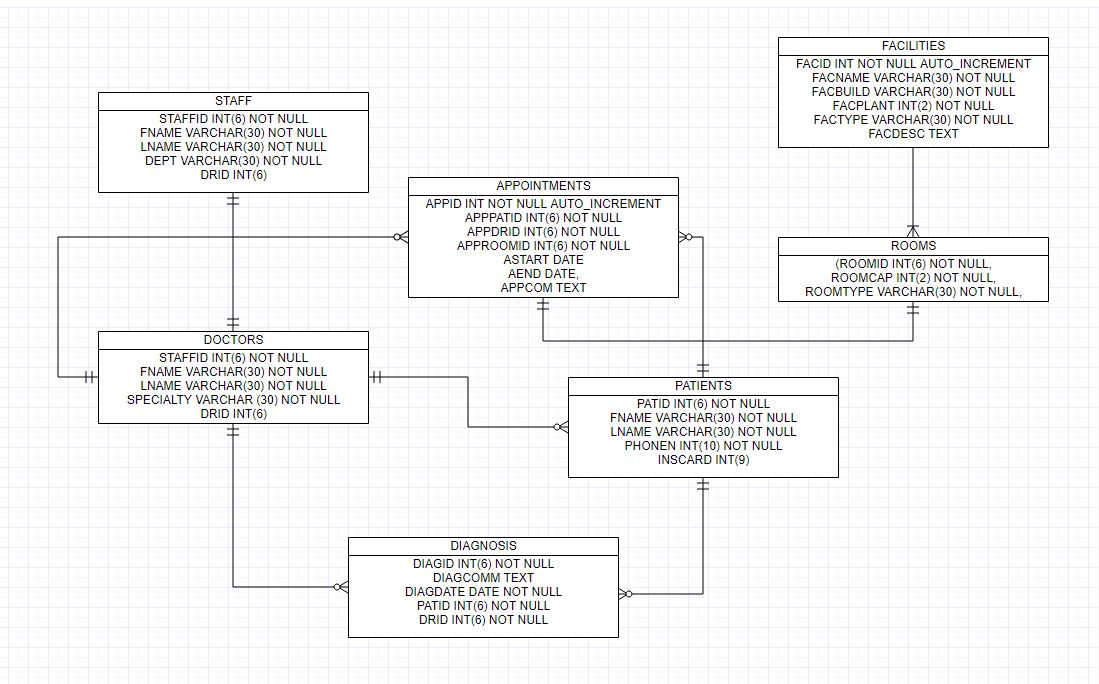 FACILITIES
FACID INT NOT NULL AUTO_INCREMENT
FACNAME VARCHAR(30) NOT NULL
FACBUILD VARCHAR(30) NOT NULL
FACPLANT INT(2) NOT NULL
FACTYPE VARCHAR(30) NOT NULL
FACDESC TEXT
STAFF
STAFFID INT(6) NOT NULL
FNAME VARCHAR(30) NOT NULL
LNAME VARCHAR(30) NOT NULL
DEPT VARCHAR(30) NOT NULL
DRID INT(6)
APPOINTMENTS
APPID INT NOT NULL AUTO_INCREMENT
APPPATID INT(6) NOT NULL
APPDRID INT(6) NOT NULL
APPROOMID INT(6) NOT NULL
ASTART DATE
AEND DATE,
APPCOM TEXT
ROOMS
(ROOMID INT(6) NOT NULL,
ROOMCAP INT(2) NOT NULL,
ROOMTYPE VARCHAR(30) NOT NULL,
DOCTORS
STAFFID INT(6) NOT NULL
FNAME VARCHAR(30) NOT NULL
LNAME VARCHAR(30) NOT NULL
SPECIALTY VARCHAR (30) NOT NULL
DRID INT(6)
PATIENTS
PATID INT(6) NOT NULL
FNAME VARCHAR(30) NOT NULL
LNAME VARCHAR(30) NOT NULL
PHONEN INT(10) NOT NULL
INSCARD INT(9)
DIAGNOSIS
DIAGID INT(6) NOT NULL
DIAGCOMM TEXT
DIAGDATE DATE NOT NULL
PATID INT(6) NOT NULL
DRID INT(6) NOT NULL